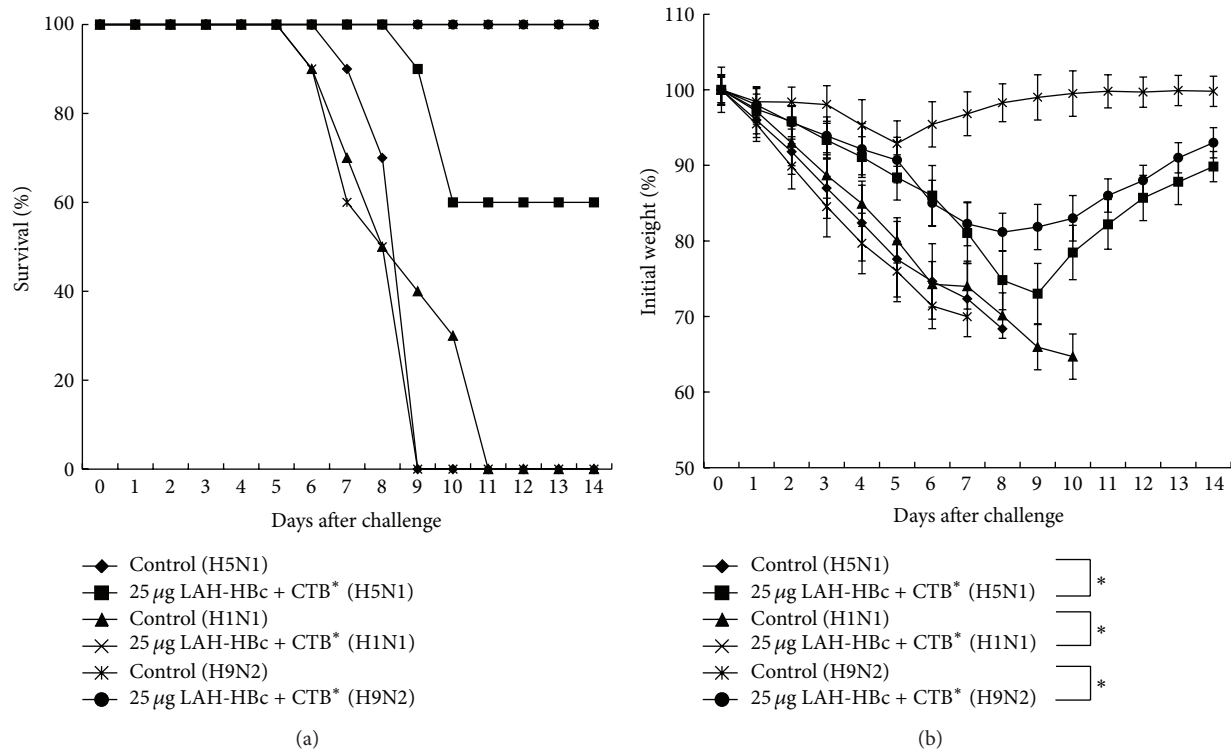 100
80
60
40
20
0
Survival (%)
0 1 2 3 4 5 6 7 8 9 10 11 12 13 14
Days after challenge
Control (H5N1)
25 µg LAH-HBc + CTB* (H5N1)
Control (H1N1)
25 µg LAH-HBc + CTB* (H1N1)
Control (H9N2)
25 µg LAH-HBc + CTB* (H9N2)
(a)
110
100
90
80
70
60
50
Initial weight (%)
0 1 2 3 4 5 6 7 8 9 10 11 12 13 14
Days after challenge
Control (H5N1)
25 µg LAH-HBc + CTB* (H5N1)
*
Control (H1N1)
25 µg LAH-HBc + CTB* (H1N1)
*
Control (H9N2)
25 µg LAH-HBc + CTB* (H9N2)
*
(b)